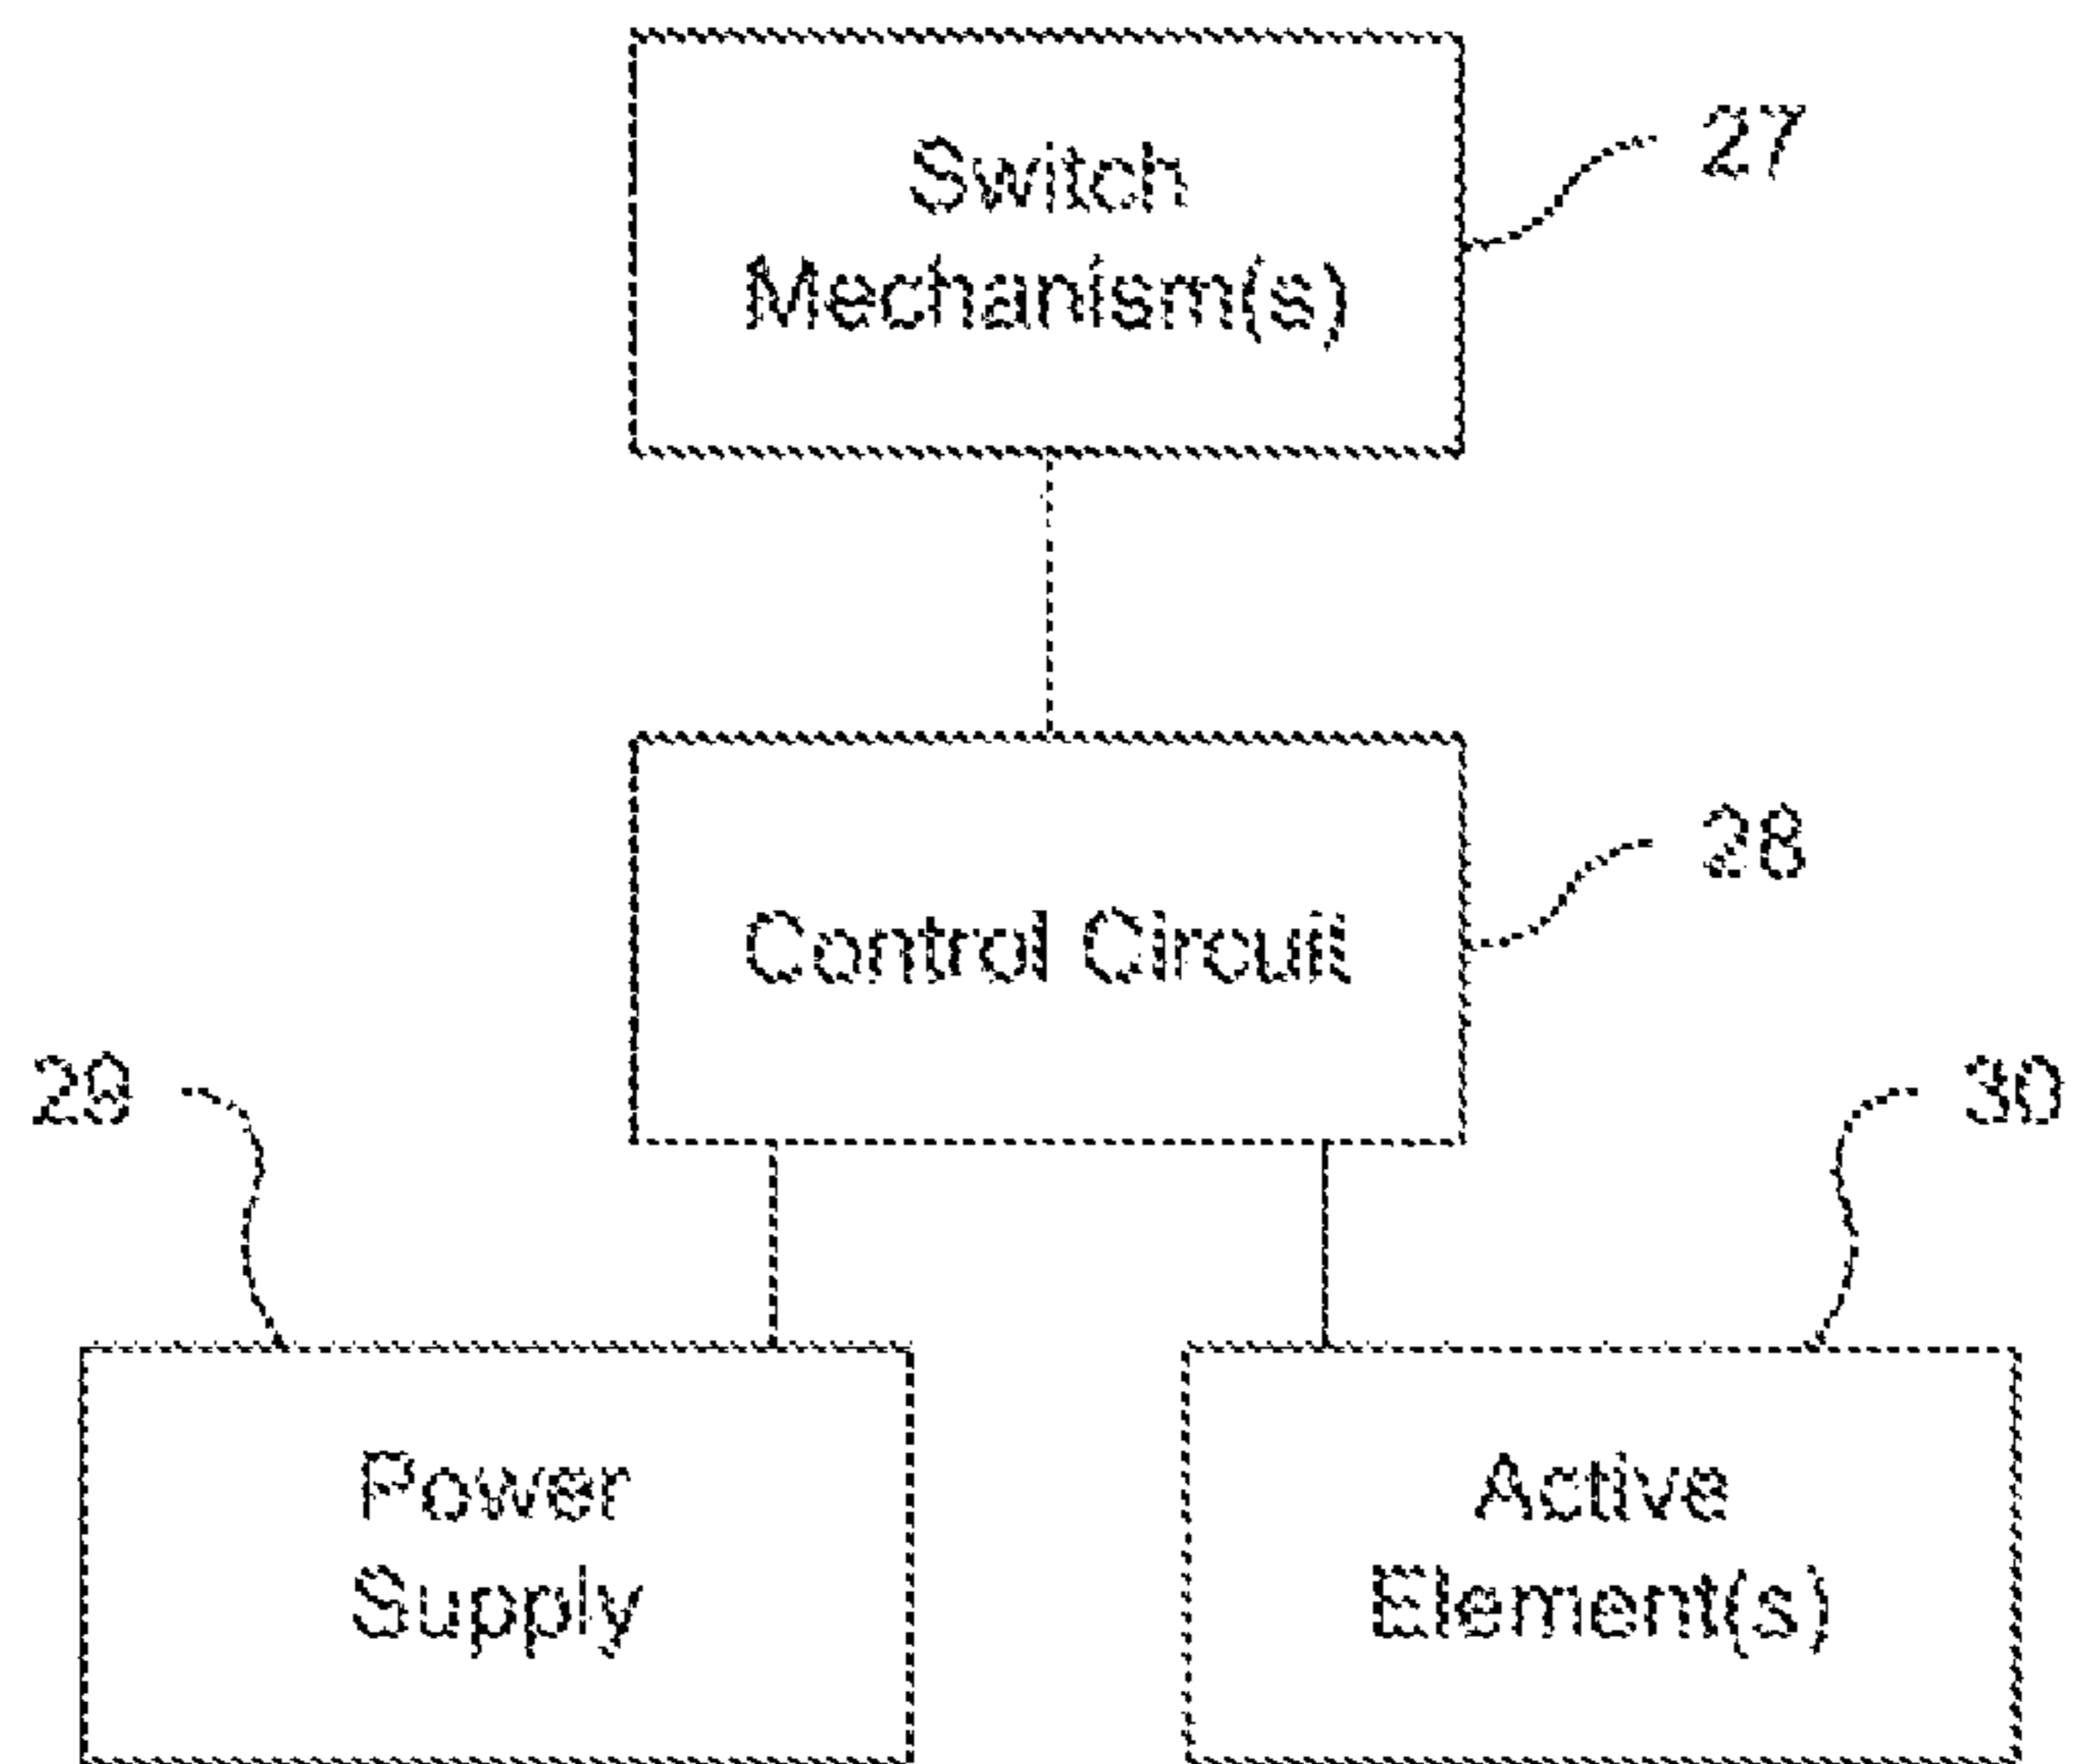 Switch
Mechanism(s)
27
Control Circuit
28
29
30
Power
Supply
Active
Element(s)